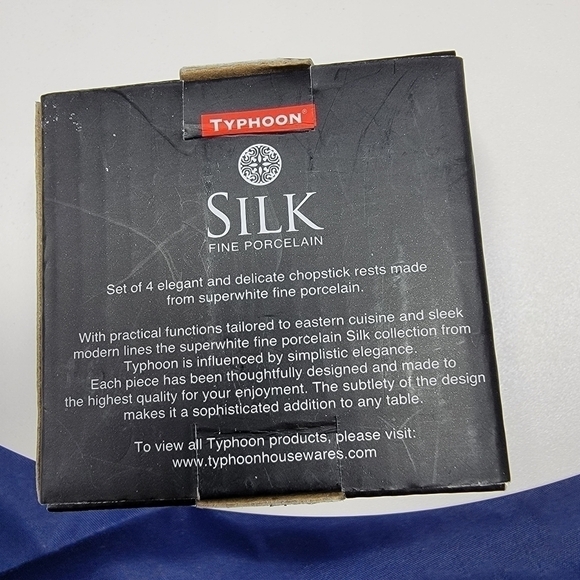 TYPHOON®
SILK
FINE PORCELAIN
Set of 4 elegant and delicate chopstick rests made
from superwhite fine porcelain.
With practical functions tailored to eastern cuisine and sleek
modern lines the superwhite fine porcelain Silk collection from
Typhoon is influenced by simplistic elegance.
Each piece has been thoughtfully designed and made to
the highest quality for your enjoyment. The subtlety of the design
makes it a sophisticated addition to any table.
To view all Typhoon products, please visit:
www.typhoonhousewares.com